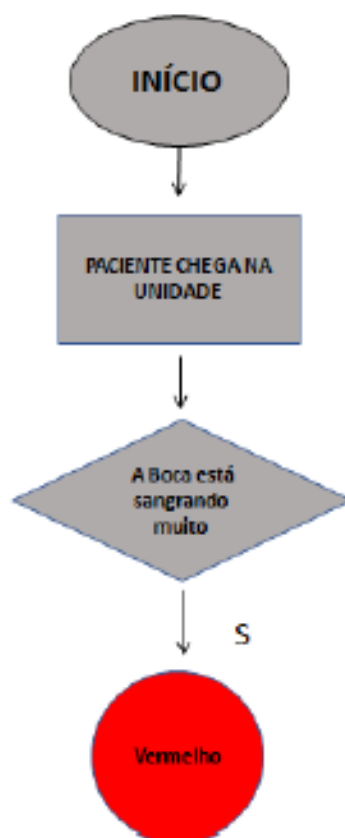 INÍCIO
PACIENTE CHEGA NA
UNIDADE
A Boca está
sangrando
muito
S
Vermelho